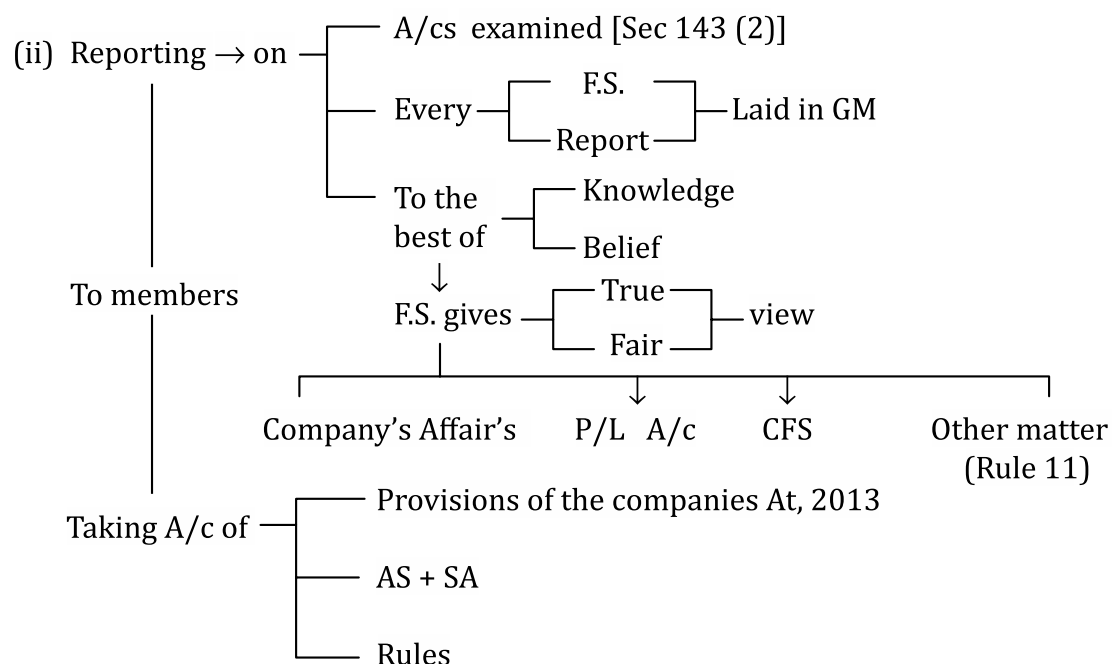 (ii) Reporting → on
A/cs examined [Sec 143 (2)]
Every
F.S.
Report
Laid in GM
To the
best of
Knowledge
Belief
To members
F.S. gives
True
Fair
view
Company’s Affair’s P/L A/c CFS Other matter
(Rule 11)
Taking A/c of
Provisions of the companies At, 2013
AS + SA
Rules